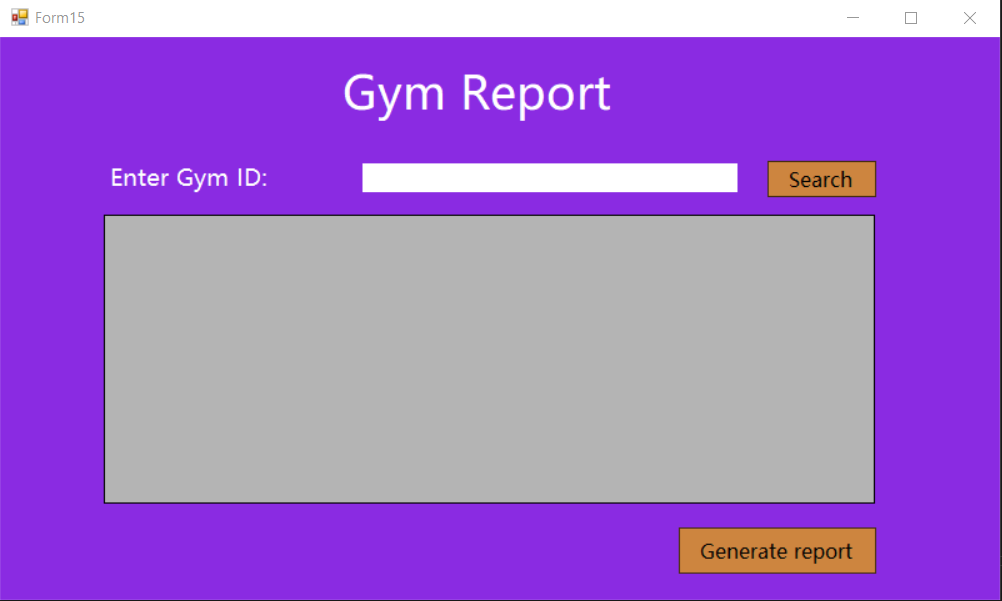 Form15
Gym Report
Enter Gym ID:
Search
Generate report